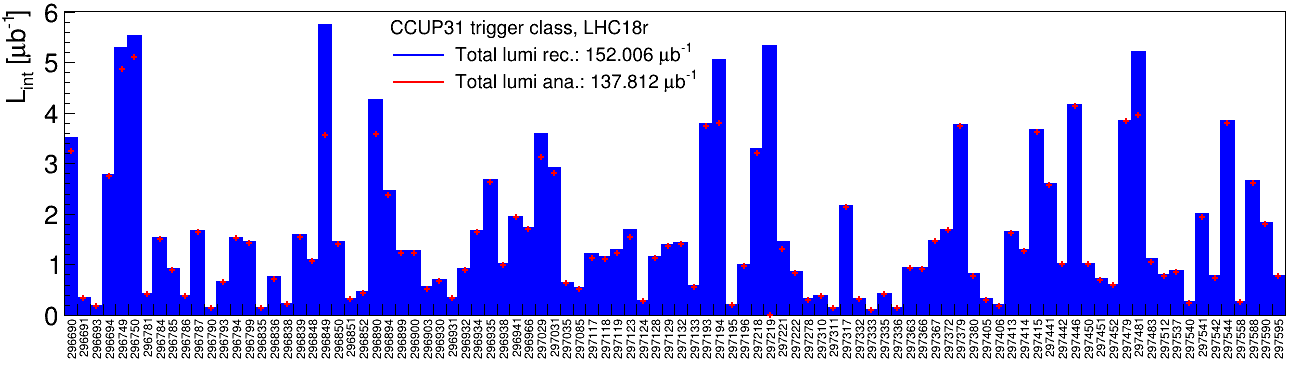 CCUP31 trigger class, LHC18r
Total lumi rec.: 152.006 μb⁻¹
Total lumi ana.: 137.812 μb⁻¹
L_int [μb⁻¹]
6
5
4
3
2
1
0
296690 296691 296693 296694 296749 296750 296781 296784 296785 296786 296787 296790 296793 296794 296799 296835 296836 296838 296839 296848 296849 296850 296851 296852 296890 296894 296899 296900 296903 296930 296931 296932 296934 296935 296938 296941 296966 297029 297031 297035 297085 297117 297118 297119 297123 297124 297128 297129 297132 297133 297193 297194 297195 297196 297218 297219 297221 297222 297278 297310 297311 297317 297332 297333 297335 297336 297363 297366 297367 297372 297379 297380 297405 297406 297413 297414 297415 297441 297442 297446 297450 297451 297452 297479 297481 297483 297512 297537 297540 297541 297542 297544 297558 297588 297590 297595